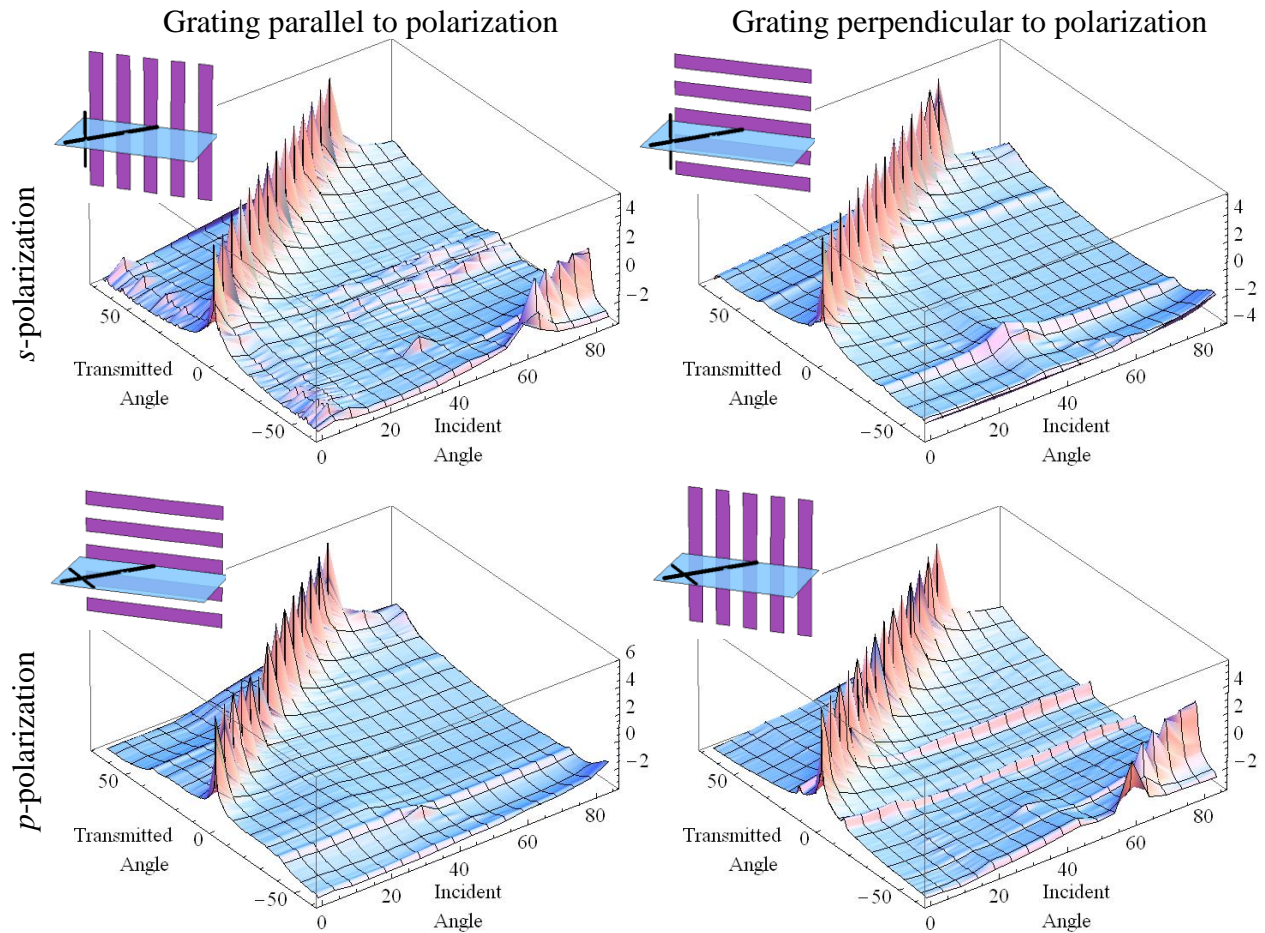 Grating parallel to polarization
Grating perpendicular to polarization
s-polarization
50
Transmitted
0
Angle
−50
0
20
40
Incident
Angle
60
80
4
2
0
−2
50
Transmitted
0
Angle
−50
0
20
40
Incident
Angle
60
80
4
2
0
−2
−4
p-polarization
50
Transmitted
0
Angle
−50
0
20
40
Incident
Angle
60
80
6
4
2
0
−2
50
Transmitted
0
Angle
−50
0
20
40
Incident
Angle
60
80
4
2
0
−2